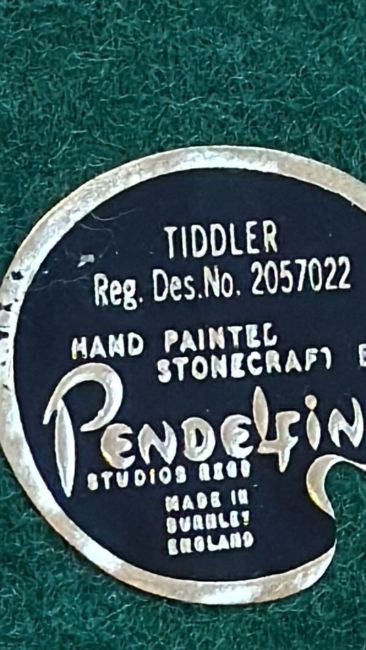 TIDDLER
Reg. Des.No. 2057022
HAND PAINTED
STONECRAFT B
PENDELFIN
STUDIOS REGD
MADE IN
BURNLEY
ENGLAND